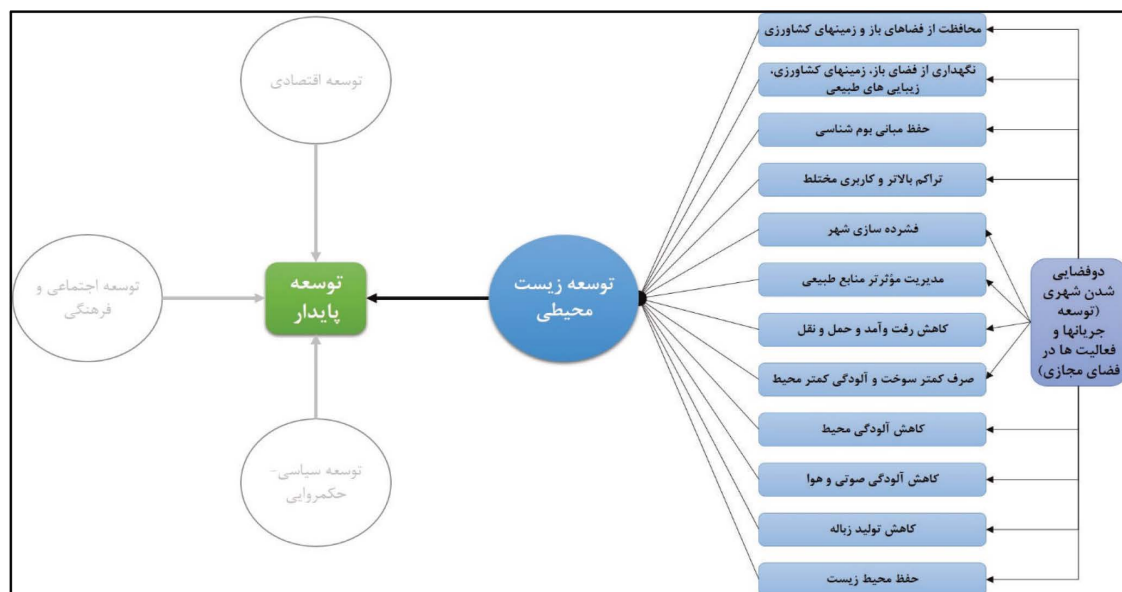 محافظت از فضاهای باز و زمینهای کشاورزی
نگهداری از فضای باز، زمینهای کشاورزی،
زیبایی های طبیعی
حفظ مبانی بوم شناسی
تراکم بالاتر و کاربری مختلط
فشرده سازی شهر
مدیریت مؤثرتر منابع طبیعی
کاهش رفت وآمد و حمل و نقل
صرف کمتر سوخت و آلودگی کمتر محیط
کاهش آلودگی محیط
کاهش آلودگی صوتی و هوا
کاهش تولید زباله
حفظ محیط زیست
دوفضایی
شدن شهری
(توسعه
جریانها و
فعالیت ها در
فضای مجازی)
توسعه زیست
محیطی
توسعه
پایدار
توسعه اقتصادی
توسعه اجتماعی و
فرهنگی
توسعه سیاسی-
حکمروایی